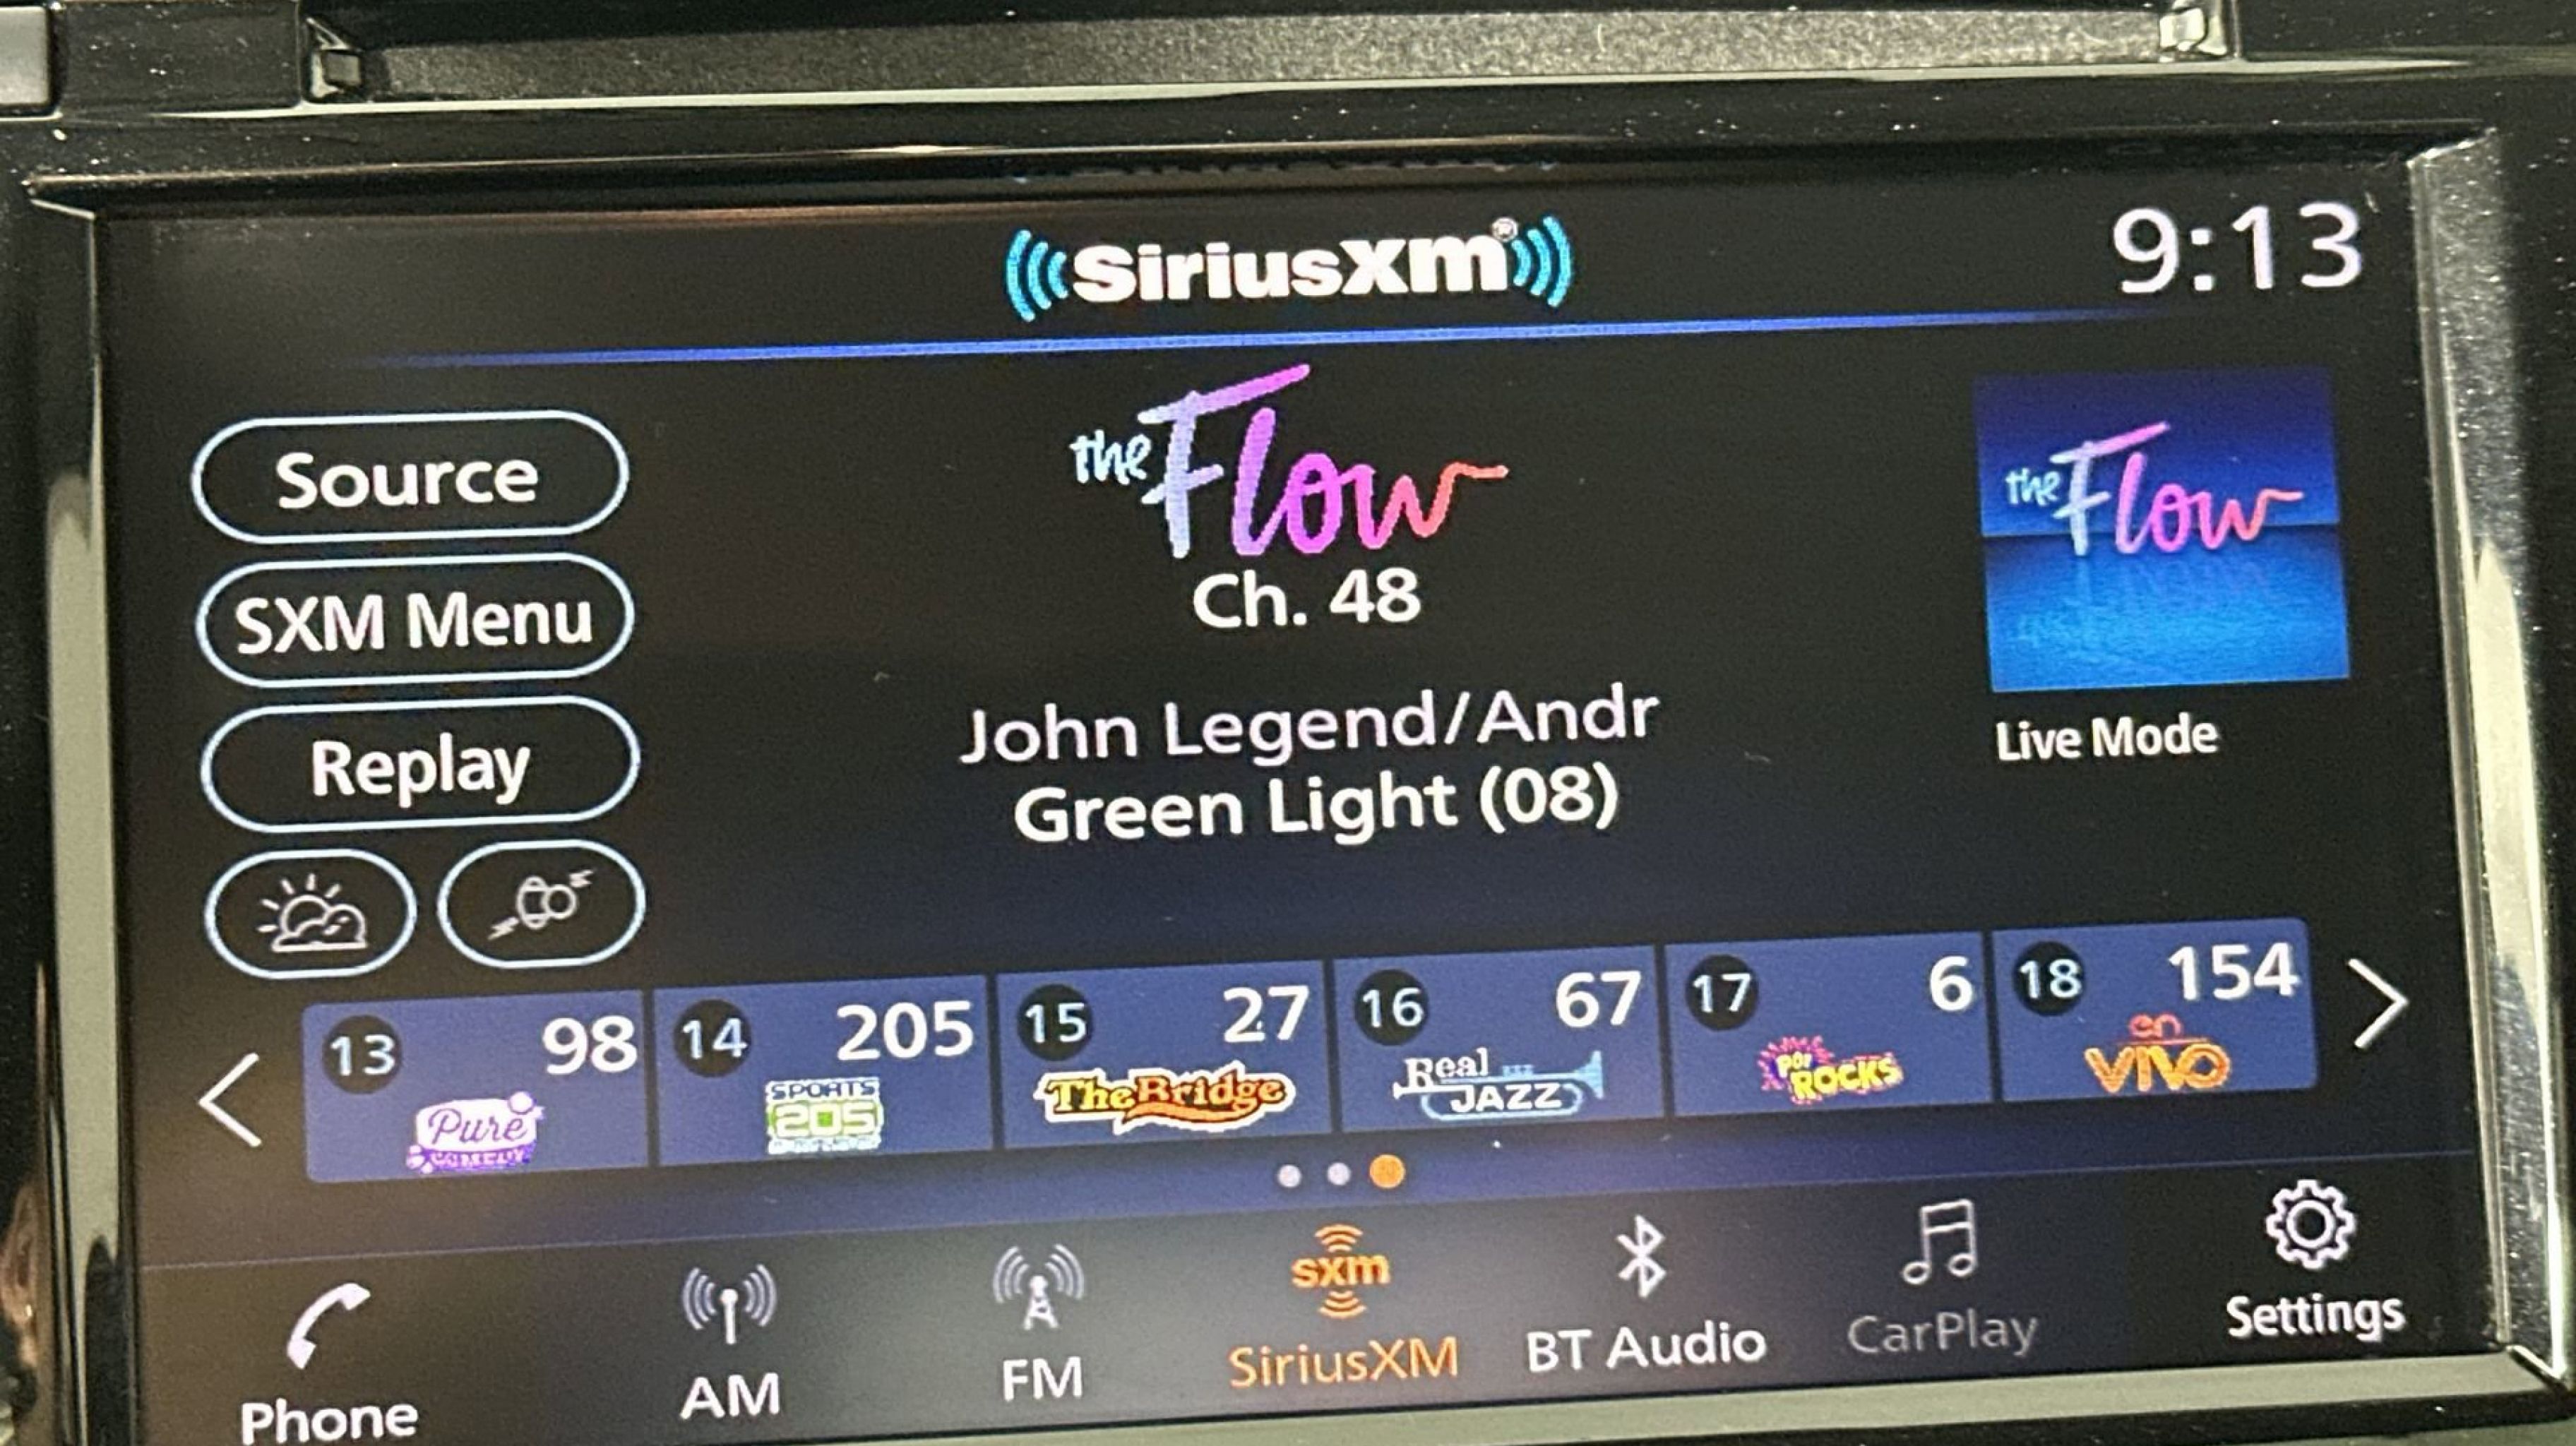 SiriusXM®
9:13
Source
SXM Menu
Replay
the Flow
Ch. 48
John Legend/Andr
Green Light (08)
the Flow
Live Mode
13 98
Pure
COMEDY
14 205
SPORTS
205
15 27
The Bridge
16 67
Real
JAZZ
17 6
POP
ROCKS
18 154
en
VIVO
Phone
AM
FM
sxm
SiriusXM
BT Audio
CarPlay
Settings